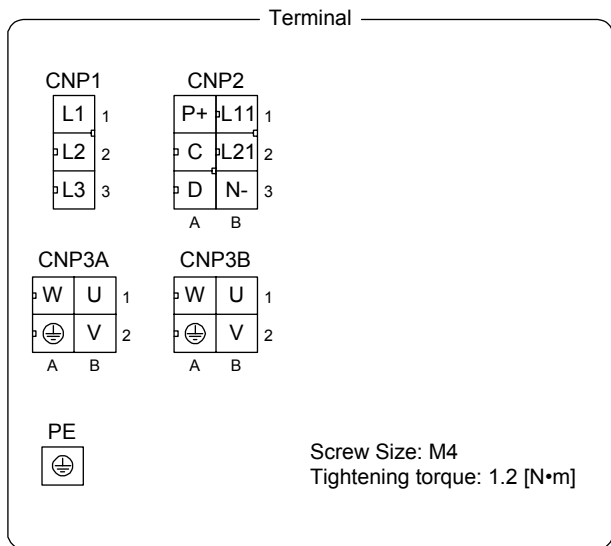 Terminal
CNP1 CNP2
L1 1 P+ L11 1
L2 2 C L21 2
L3 3 D N- 3
A B
CNP3A CNP3B
W U 1 W U 1
V 2 V 2
A B A B
PE
Screw Size: M4
Tightening torque: 1.2 [N•m]